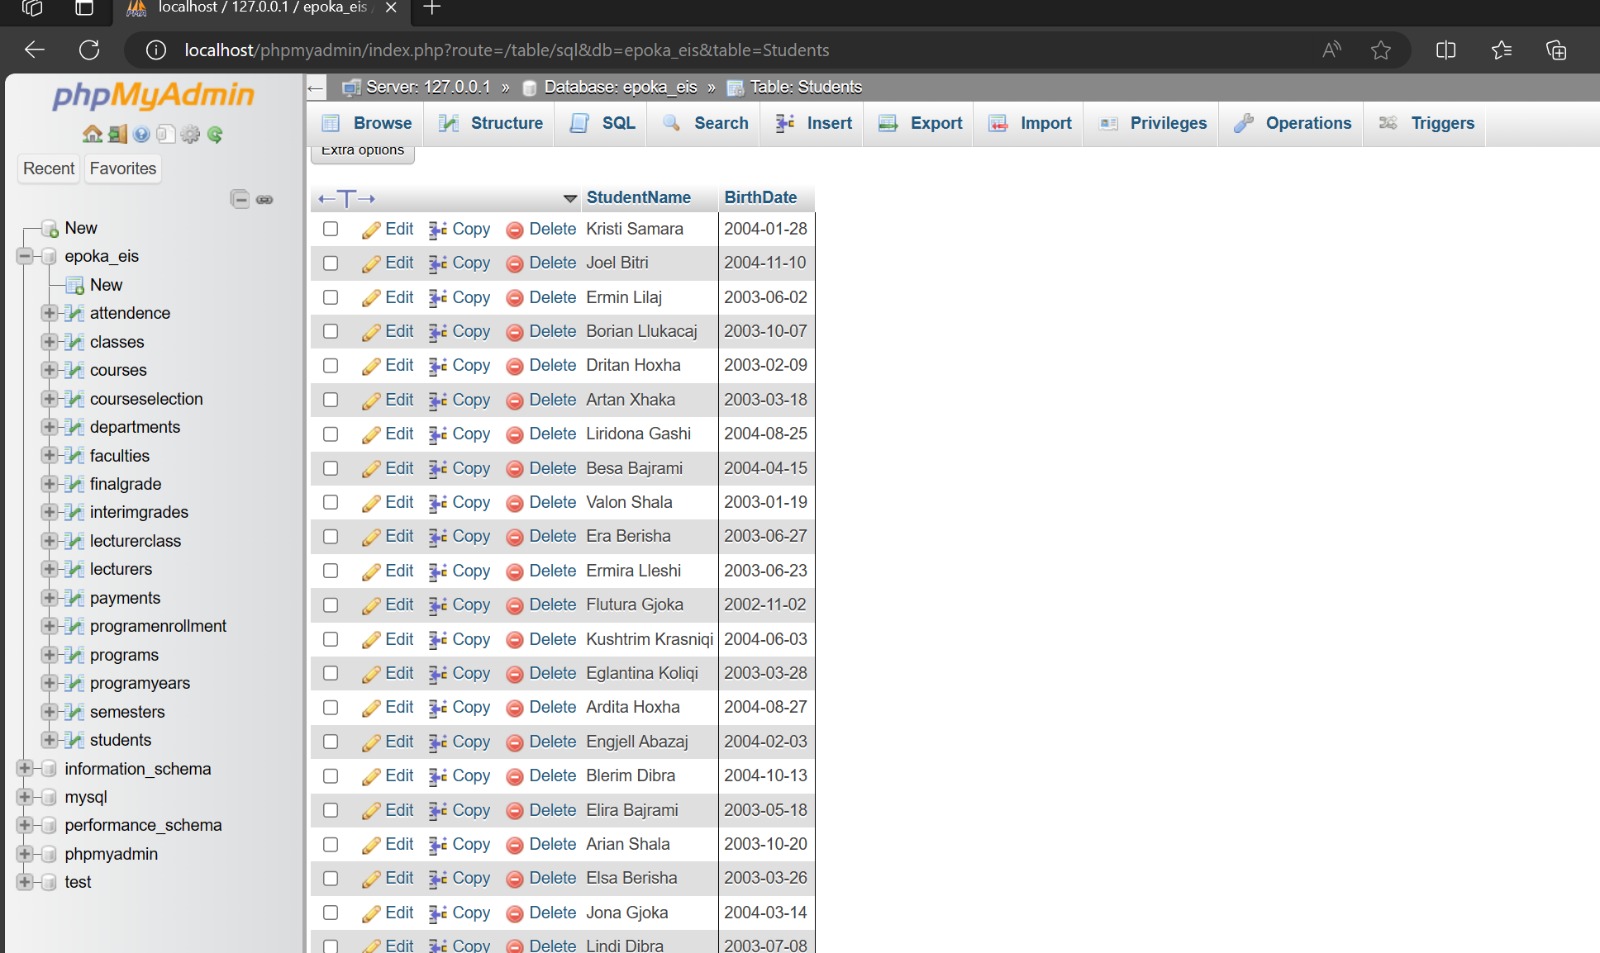 localhost / 127.0.0.1 / epoka_eis
localhost/phpmyadmin/index.php?route=/table/sql&db=epoka_eis&table=Students
phpMyAdmin
Recent Favorites
New
epoka_eis
New
attendence
classes
courses
courseselection
departments
faculties
finalgrade
interimgrades
lecturerclass
lecturers
payments
programenrollment
programs
programyears
semesters
students
information_schema
mysql
performance_schema
phpmyadmin
test
Server: 127.0.0.1 » Database: epoka_eis » Table: Students
Browse Structure SQL Search Insert Export Import Privileges Operations Triggers
Extra options
StudentName BirthDate
Edit Copy Delete Kristi Samara 2004-01-28
Edit Copy Delete Joel Bitri 2004-11-10
Edit Copy Delete Ermin Lilaj 2003-06-02
Edit Copy Delete Borian Llukacaj 2003-10-07
Edit Copy Delete Dritan Hoxha 2003-02-09
Edit Copy Delete Artan Xhaka 2003-03-18
Edit Copy Delete Liridona Gashi 2004-08-25
Edit Copy Delete Besa Bajrami 2004-04-15
Edit Copy Delete Valon Shala 2003-01-19
Edit Copy Delete Era Berisha 2003-06-27
Edit Copy Delete Ermira Lleshi 2003-06-23
Edit Copy Delete Flutura Gjoka 2002-11-02
Edit Copy Delete Kushtrim Krasniqi 2004-06-03
Edit Copy Delete Eglantina Koliqi 2003-03-28
Edit Copy Delete Ardita Hoxha 2004-08-27
Edit Copy Delete Engjell Abazaj 2004-02-03
Edit Copy Delete Blerim Dibra 2004-10-13
Edit Copy Delete Elira Bajrami 2003-05-18
Edit Copy Delete Arian Shala 2003-10-20
Edit Copy Delete Elsa Berisha 2003-03-26
Edit Copy Delete Jona Gjoka 2004-03-14
Edit Copy Delete Lindi Dibra 2003-07-08